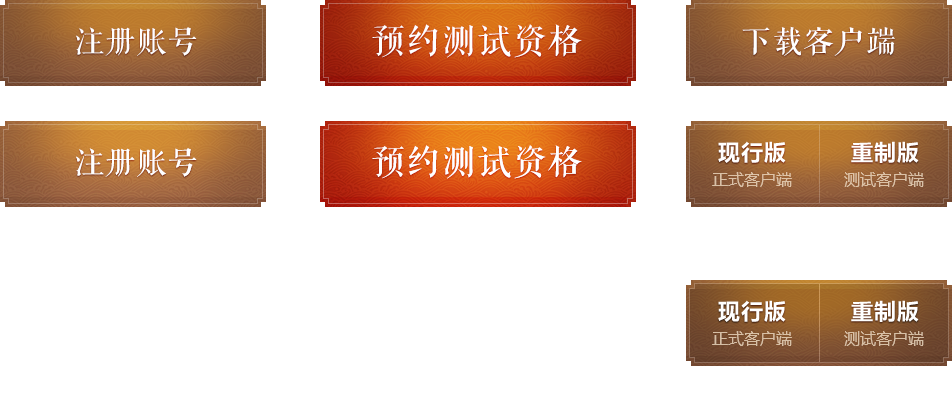 注册账号
预约测试资格
下载客户端
注册账号
预约测试资格
现行版
正式客户端
重制版
测试客户端
现行版
正式客户端
重制版
测试客户端